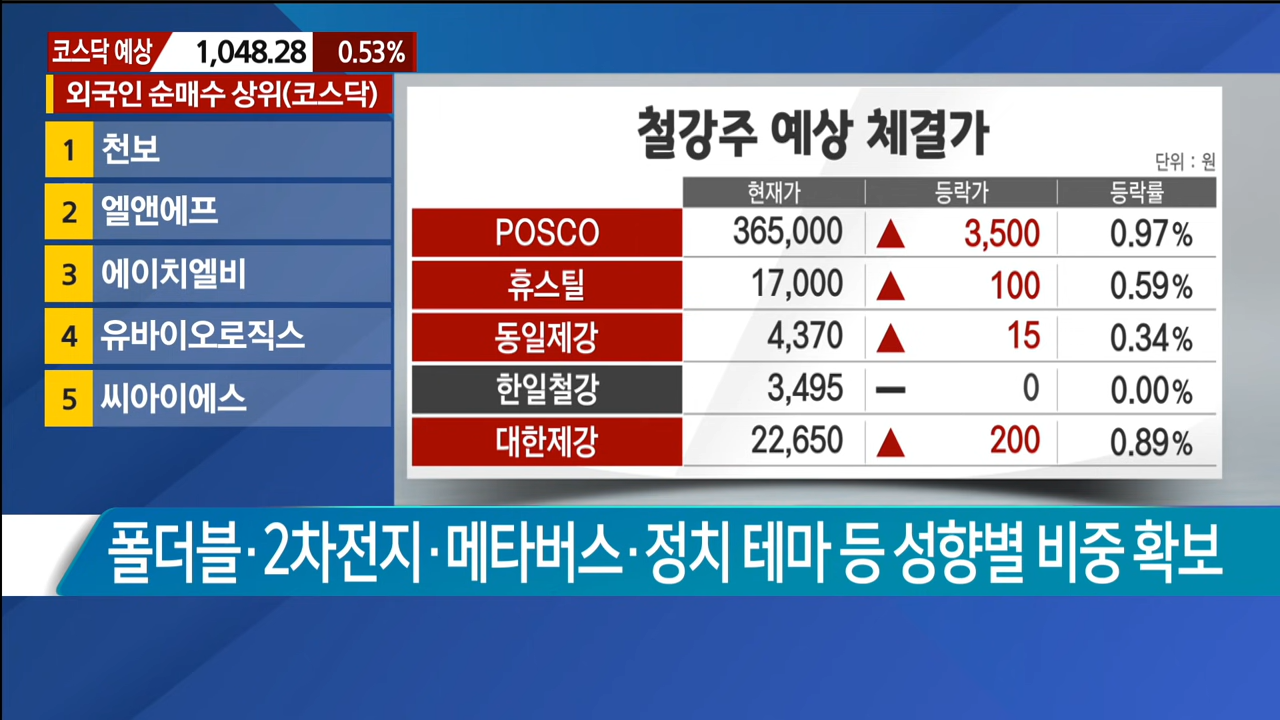 코스닥 예상 1,048.28 0.53%
외국인 순매수 상위(코스닥)
1 천보
2 엘앤에프
3 에이치엘비
4 유바이오로직스
5 씨아이에스
철강주 예상 체결가
단위 : 원
현재가 등락가 등락률
POSCO 365,000 ▲ 3,500 0.97%
휴스틸 17,000 ▲ 100 0.59%
동일제강 4,370 ▲ 15 0.34%
한일철강 3,495 ━ 0 0.00%
대한제강 22,650 ▲ 200 0.89%
폴더블·2차전지·메타버스·정치 테마 등 성향별 비중 확보